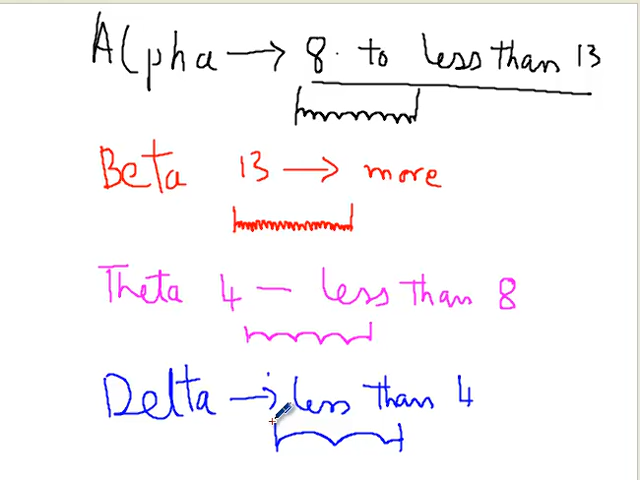 Alpha → 8 to less than 13
Beta 13 → more
Theta 4 - less than 8
Delta → less than 4